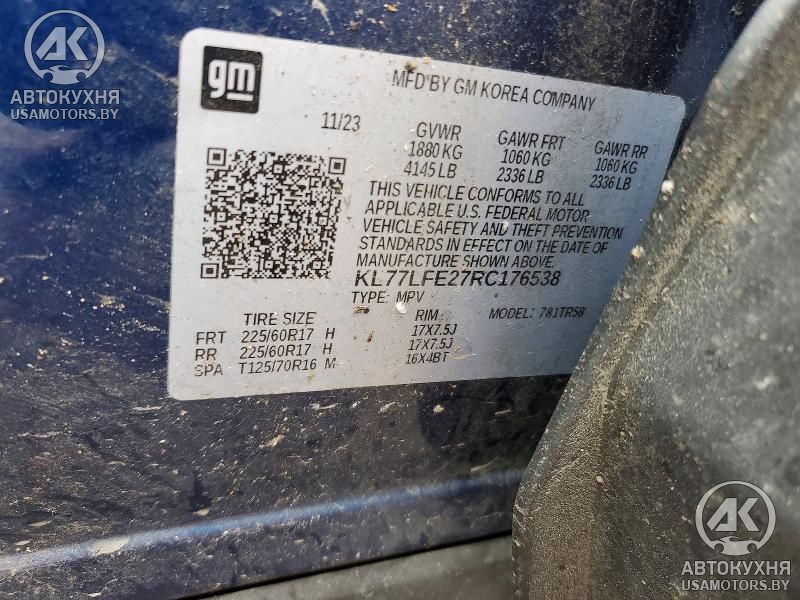 AK
АВТОКУХНЯ
USAMOTORS.BY
gm
MFD BY GM KOREA COMPANY
11/23 GVWR GAWR FRT GAWR RR
1880 KG 1060 KG 1060 KG
4145 LB 2336 LB 2336 LB
THIS VEHICLE CONFORMS TO ALL
APPLICABLE U.S. FEDERAL MOTOR
VEHICLE SAFETY AND THEFT PREVENTION
STANDARDS IN EFFECT ON THE DATE OF
MANUFACTURE SHOWN ABOVE.
KL77LFE27RC176538
TYPE: MPV MODEL: 781TR58
TIRE SIZE RIM
FRT 225/60R17 H 17X7.5J
RR 225/60R17 H 17X7.5J
SPA T125/70R16 M 16X4BT
AK
АВТОКУХНЯ
USAMOTORS.BY